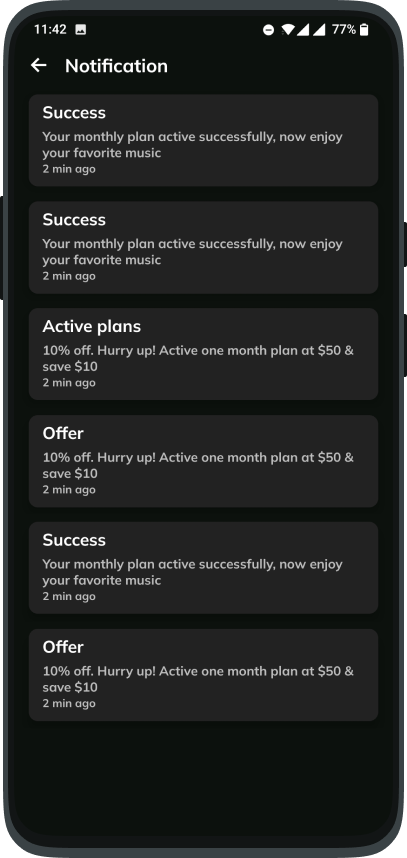 11:42 77%
Notification
Success
Your monthly plan active successfully, now enjoy
your favorite music
2 min ago
Success
Your monthly plan active successfully, now enjoy
your favorite music
2 min ago
Active plans
10% off. Hurry up! Active one month plan at $50 &
save $10
2 min ago
Offer
10% off. Hurry up! Active one month plan at $50 &
save $10
2 min ago
Success
Your monthly plan active successfully, now enjoy
your favorite music
2 min ago
Offer
10% off. Hurry up! Active one month plan at $50 &
save $10
2 min ago